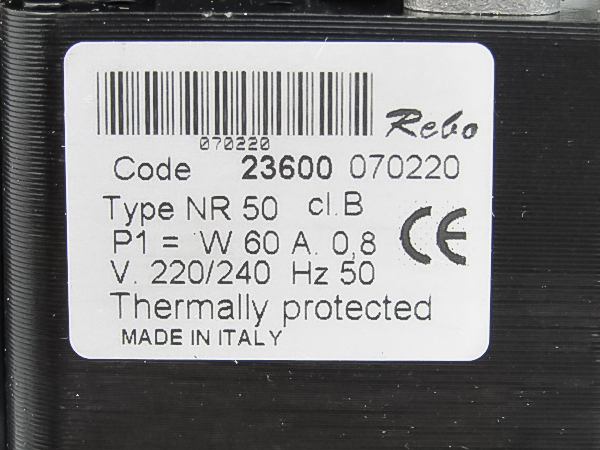 Rebo
070220
Code 23600 070220
Type NR 50 cl.B
P1 = W 60 A. 0,8
CE
V. 220/240 Hz 50
Thermally protected
MADE IN ITALY